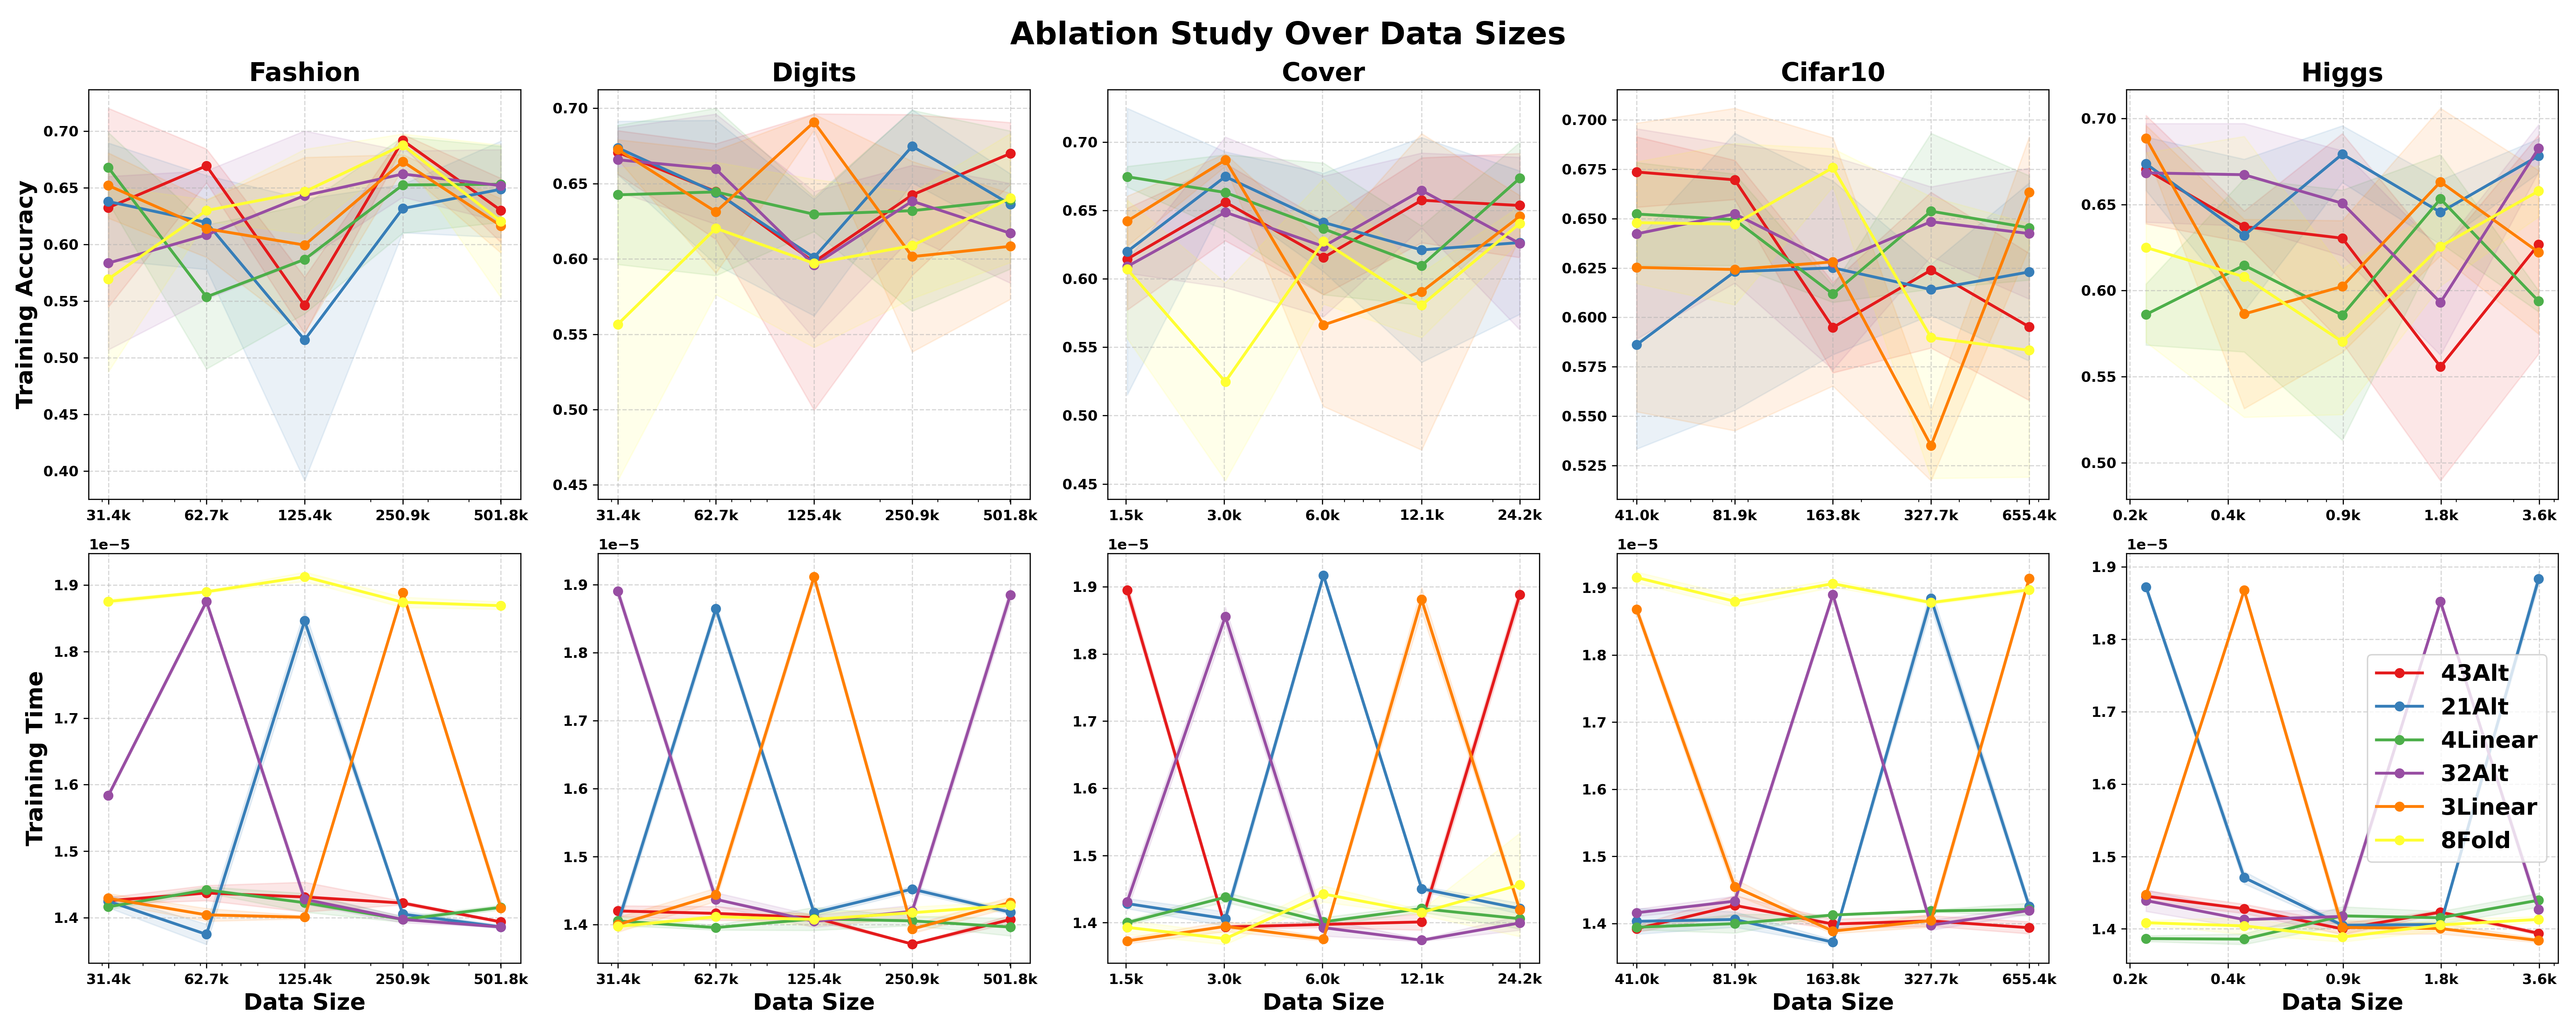 Ablation Study Over Data Sizes
Fashion
Digits
Cover
Cifar10
Higgs
Training Accuracy
0.70
0.65
0.60
0.55
0.50
0.45
0.40
31.4k 62.7k 125.4k 250.9k 501.8k
0.70
0.65
0.60
0.55
0.50
0.45
31.4k 62.7k 125.4k 250.9k 501.8k
0.70
0.65
0.60
0.55
0.50
0.45
1.5k 3.0k 6.0k 12.1k 24.2k
0.700
0.675
0.650
0.625
0.600
0.575
0.550
0.525
41.0k 81.9k 163.8k 327.7k 655.4k
0.70
0.65
0.60
0.55
0.50
0.2k 0.4k 0.9k 1.8k 3.6k
Training Time
1e−5
1.9
1.8
1.7
1.6
1.5
1.4
31.4k 62.7k 125.4k 250.9k 501.8k
Data Size
1e−5
1.9
1.8
1.7
1.6
1.5
1.4
31.4k 62.7k 125.4k 250.9k 501.8k
Data Size
1e−5
1.9
1.8
1.7
1.6
1.5
1.4
1.5k 3.0k 6.0k 12.1k 24.2k
Data Size
1e−5
1.9
1.8
1.7
1.6
1.5
1.4
41.0k 81.9k 163.8k 327.7k 655.4k
Data Size
1e−5
1.9
1.8
1.7
1.6
1.5
1.4
0.2k 0.4k 0.9k 1.8k 3.6k
Data Size
43Alt
21Alt
4Linear
32Alt
3Linear
8Fold